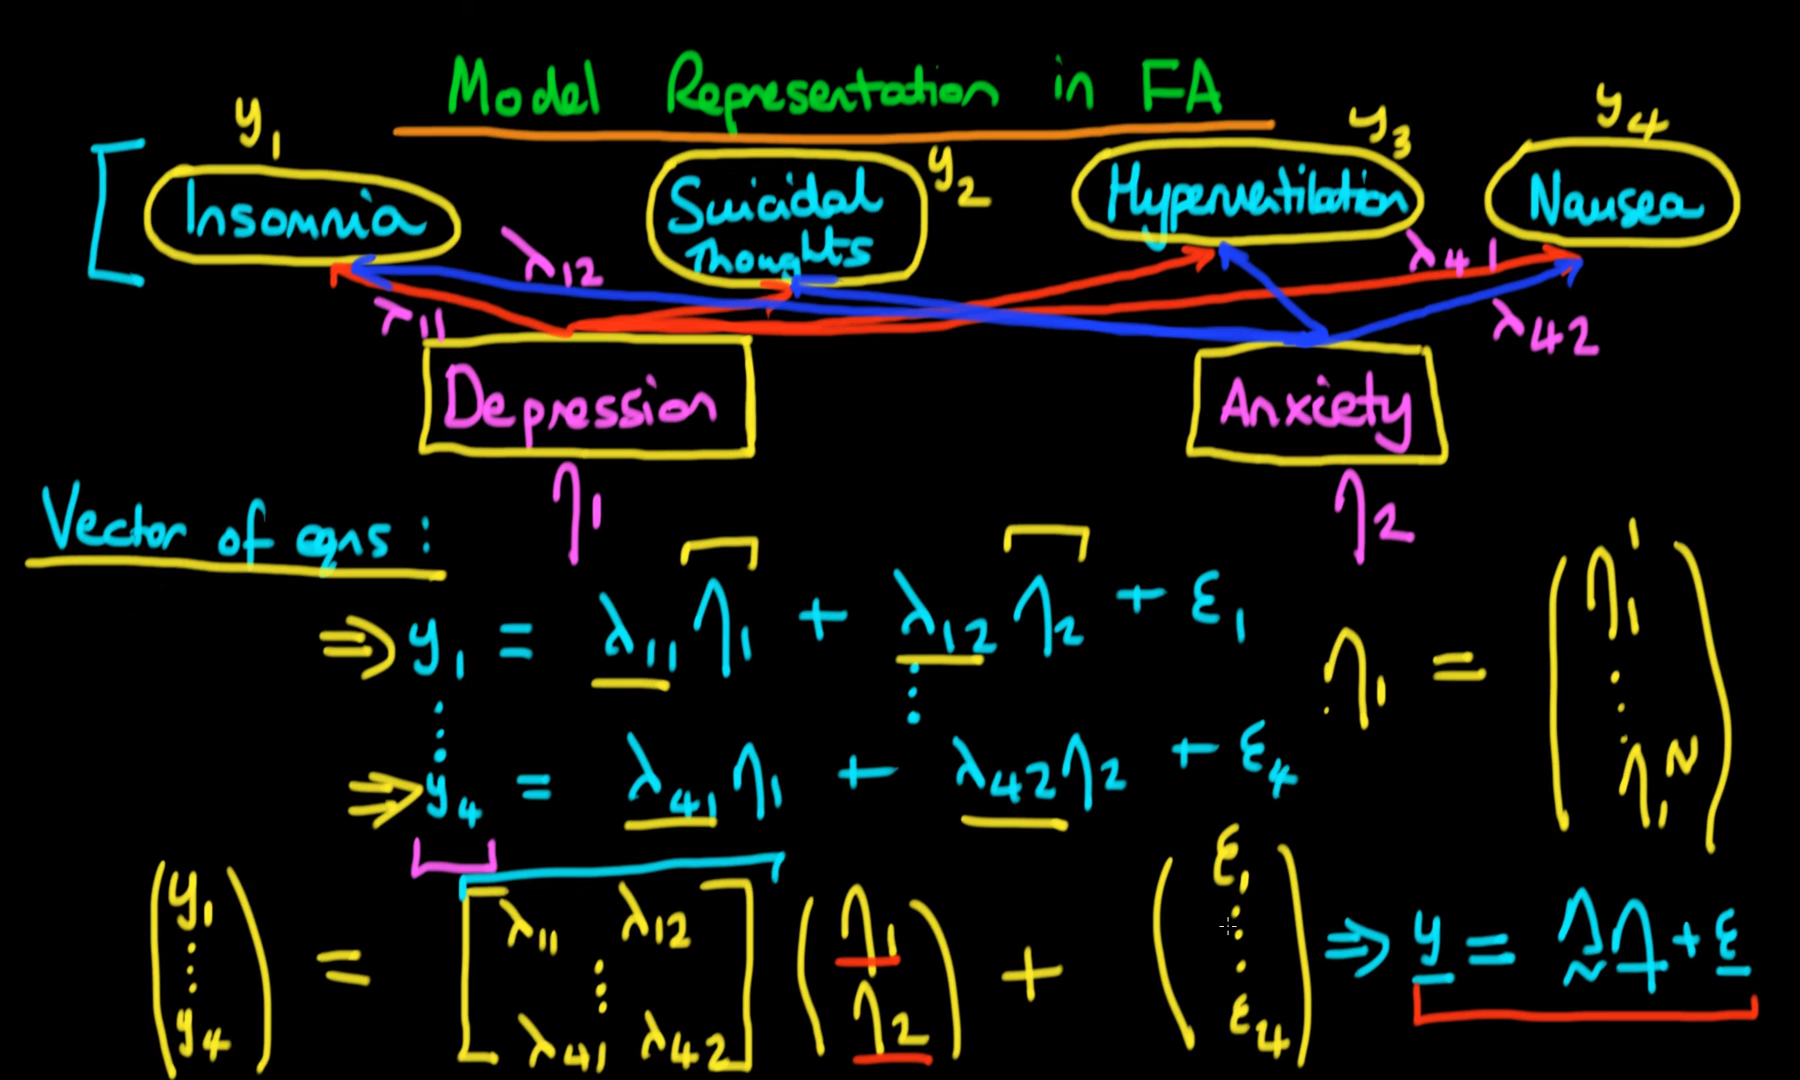 Model Representation in FA
y₁ y₂ y₃ y₄
Insomnia
Suicidal
Thoughts
Hyperventilation
Nausea
λ₁₁ λ₁₂ λ₄₁ λ₄₂
Depression
Anxiety
η₁ η₂
Vector of eqns :
⇒ y₁ = λ₁₁ η₁ + λ₁₂ η₂ + ε₁
⋮ ⋮
⇒ y₄ = λ₄₁ η₁ + λ₄₂ η₂ + ε₄
η₁ = ( η₁¹ ⋮ η₁ᴺ )
( y₁ ⋮ y₄ ) = [ λ₁₁ λ₁₂ ⋮ λ₄₁ λ₄₂ ] ( η₁ η₂ ) + ( ε₁ ⋮ ε₄ ) ⇒ y = Λ η + ε